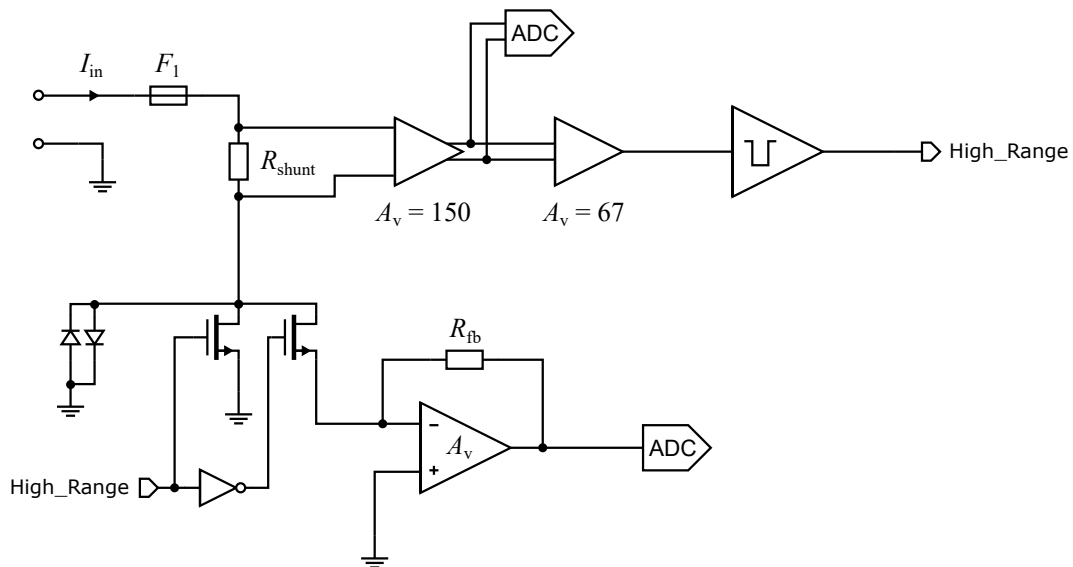 ADC
I_in
F_1
High_Range
R_shunt
A_v = 150
A_v = 67
R_fb
A_v
ADC
High_Range